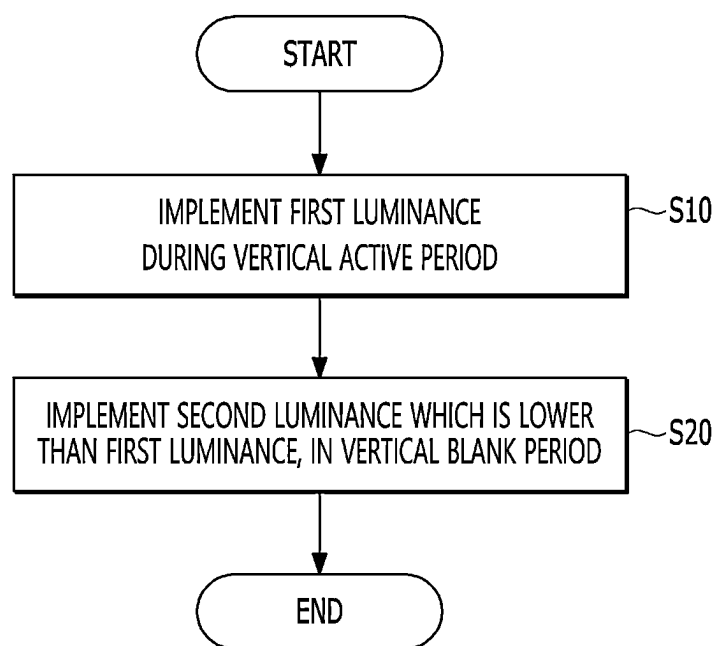 START
IMPLEMENT FIRST LUMINANCE
DURING VERTICAL ACTIVE PERIOD
S10
IMPLEMENT SECOND LUMINANCE WHICH IS LOWER
THAN FIRST LUMINANCE, IN VERTICAL BLANK PERIOD
S20
END